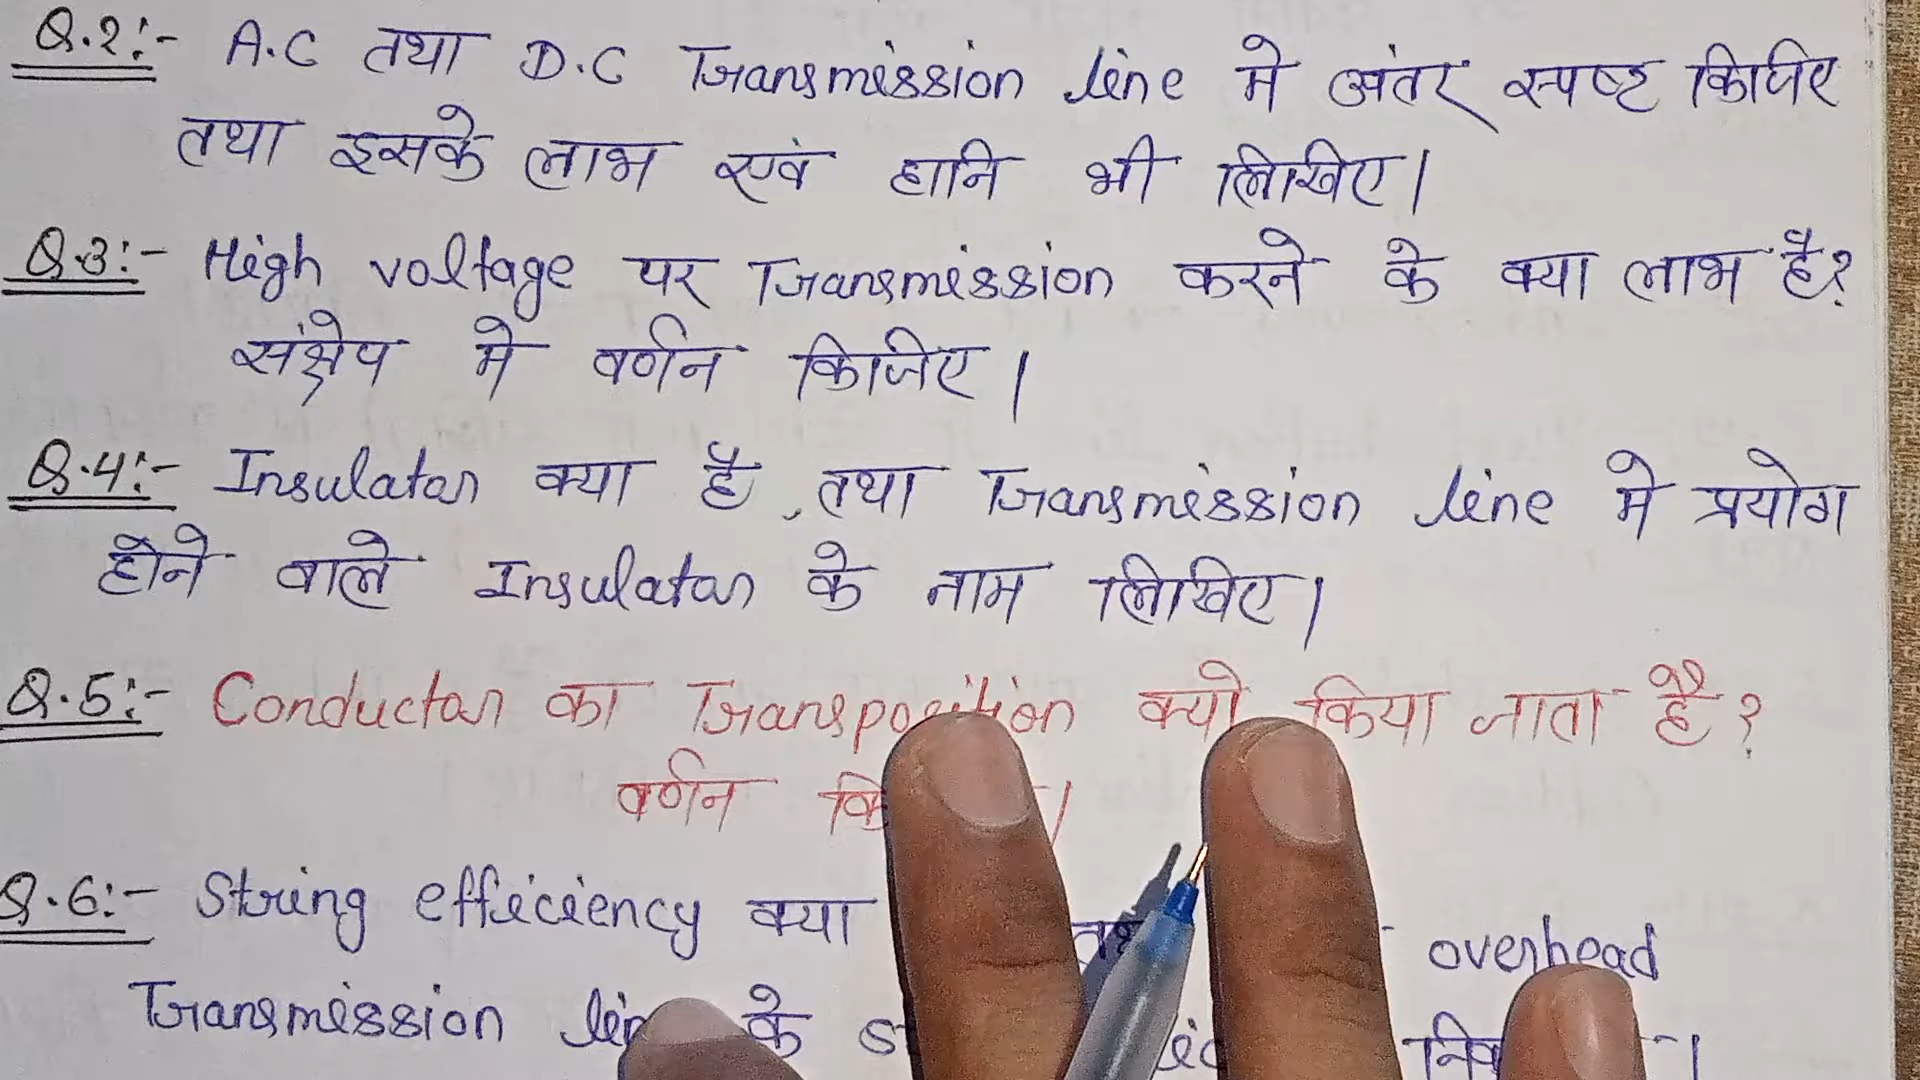 Q.2:- A.C तथा D.C Transmission line मे अंतर स्पष्ट किजिए
तथा इसके लाभ एवं हानि भी लिखिए।
Q.3:- High voltage पर Transmission करने के क्या लाभ है?
संक्षेप मे वर्णन किजिए।
Q.4:- Insulator क्या है, तथा Transmission line मे प्रयोग
होने वाले Insulator के नाम लिखिए।
Q.5:- Conductor का Transposition क्यो किया जाता है?
वर्णन
Q.6:- String efficiency क्या overhead
Transmission के